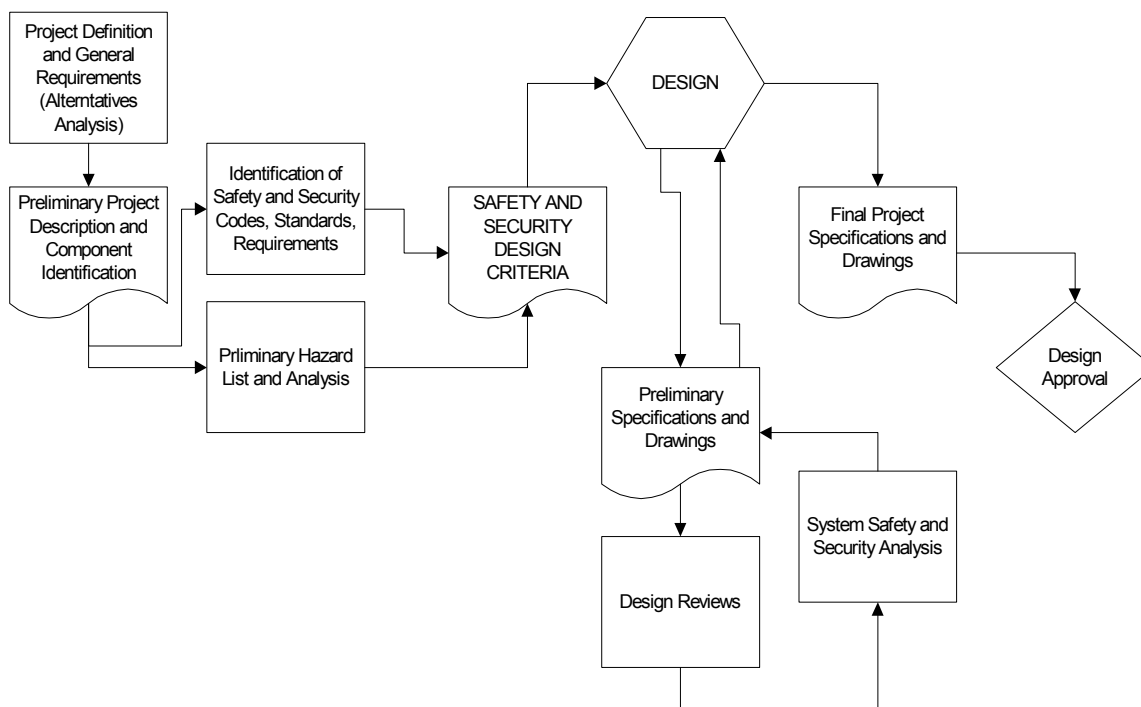 Project Definition
and General
Requirements
(Alterntatives
Analysis)
Preliminary Project
Description and
Component
Identification
Identification of
Safety and Security
Codes, Standards,
Requirements
Prliminary Hazard
List and Analysis
SAFETY AND
SECURITY
DESIGN
CRITERIA
DESIGN
Preliminary
Specifications and
Drawings
Design Reviews
System Safety and
Security Analysis
Final Project
Specifications and
Drawings
Design
Approval